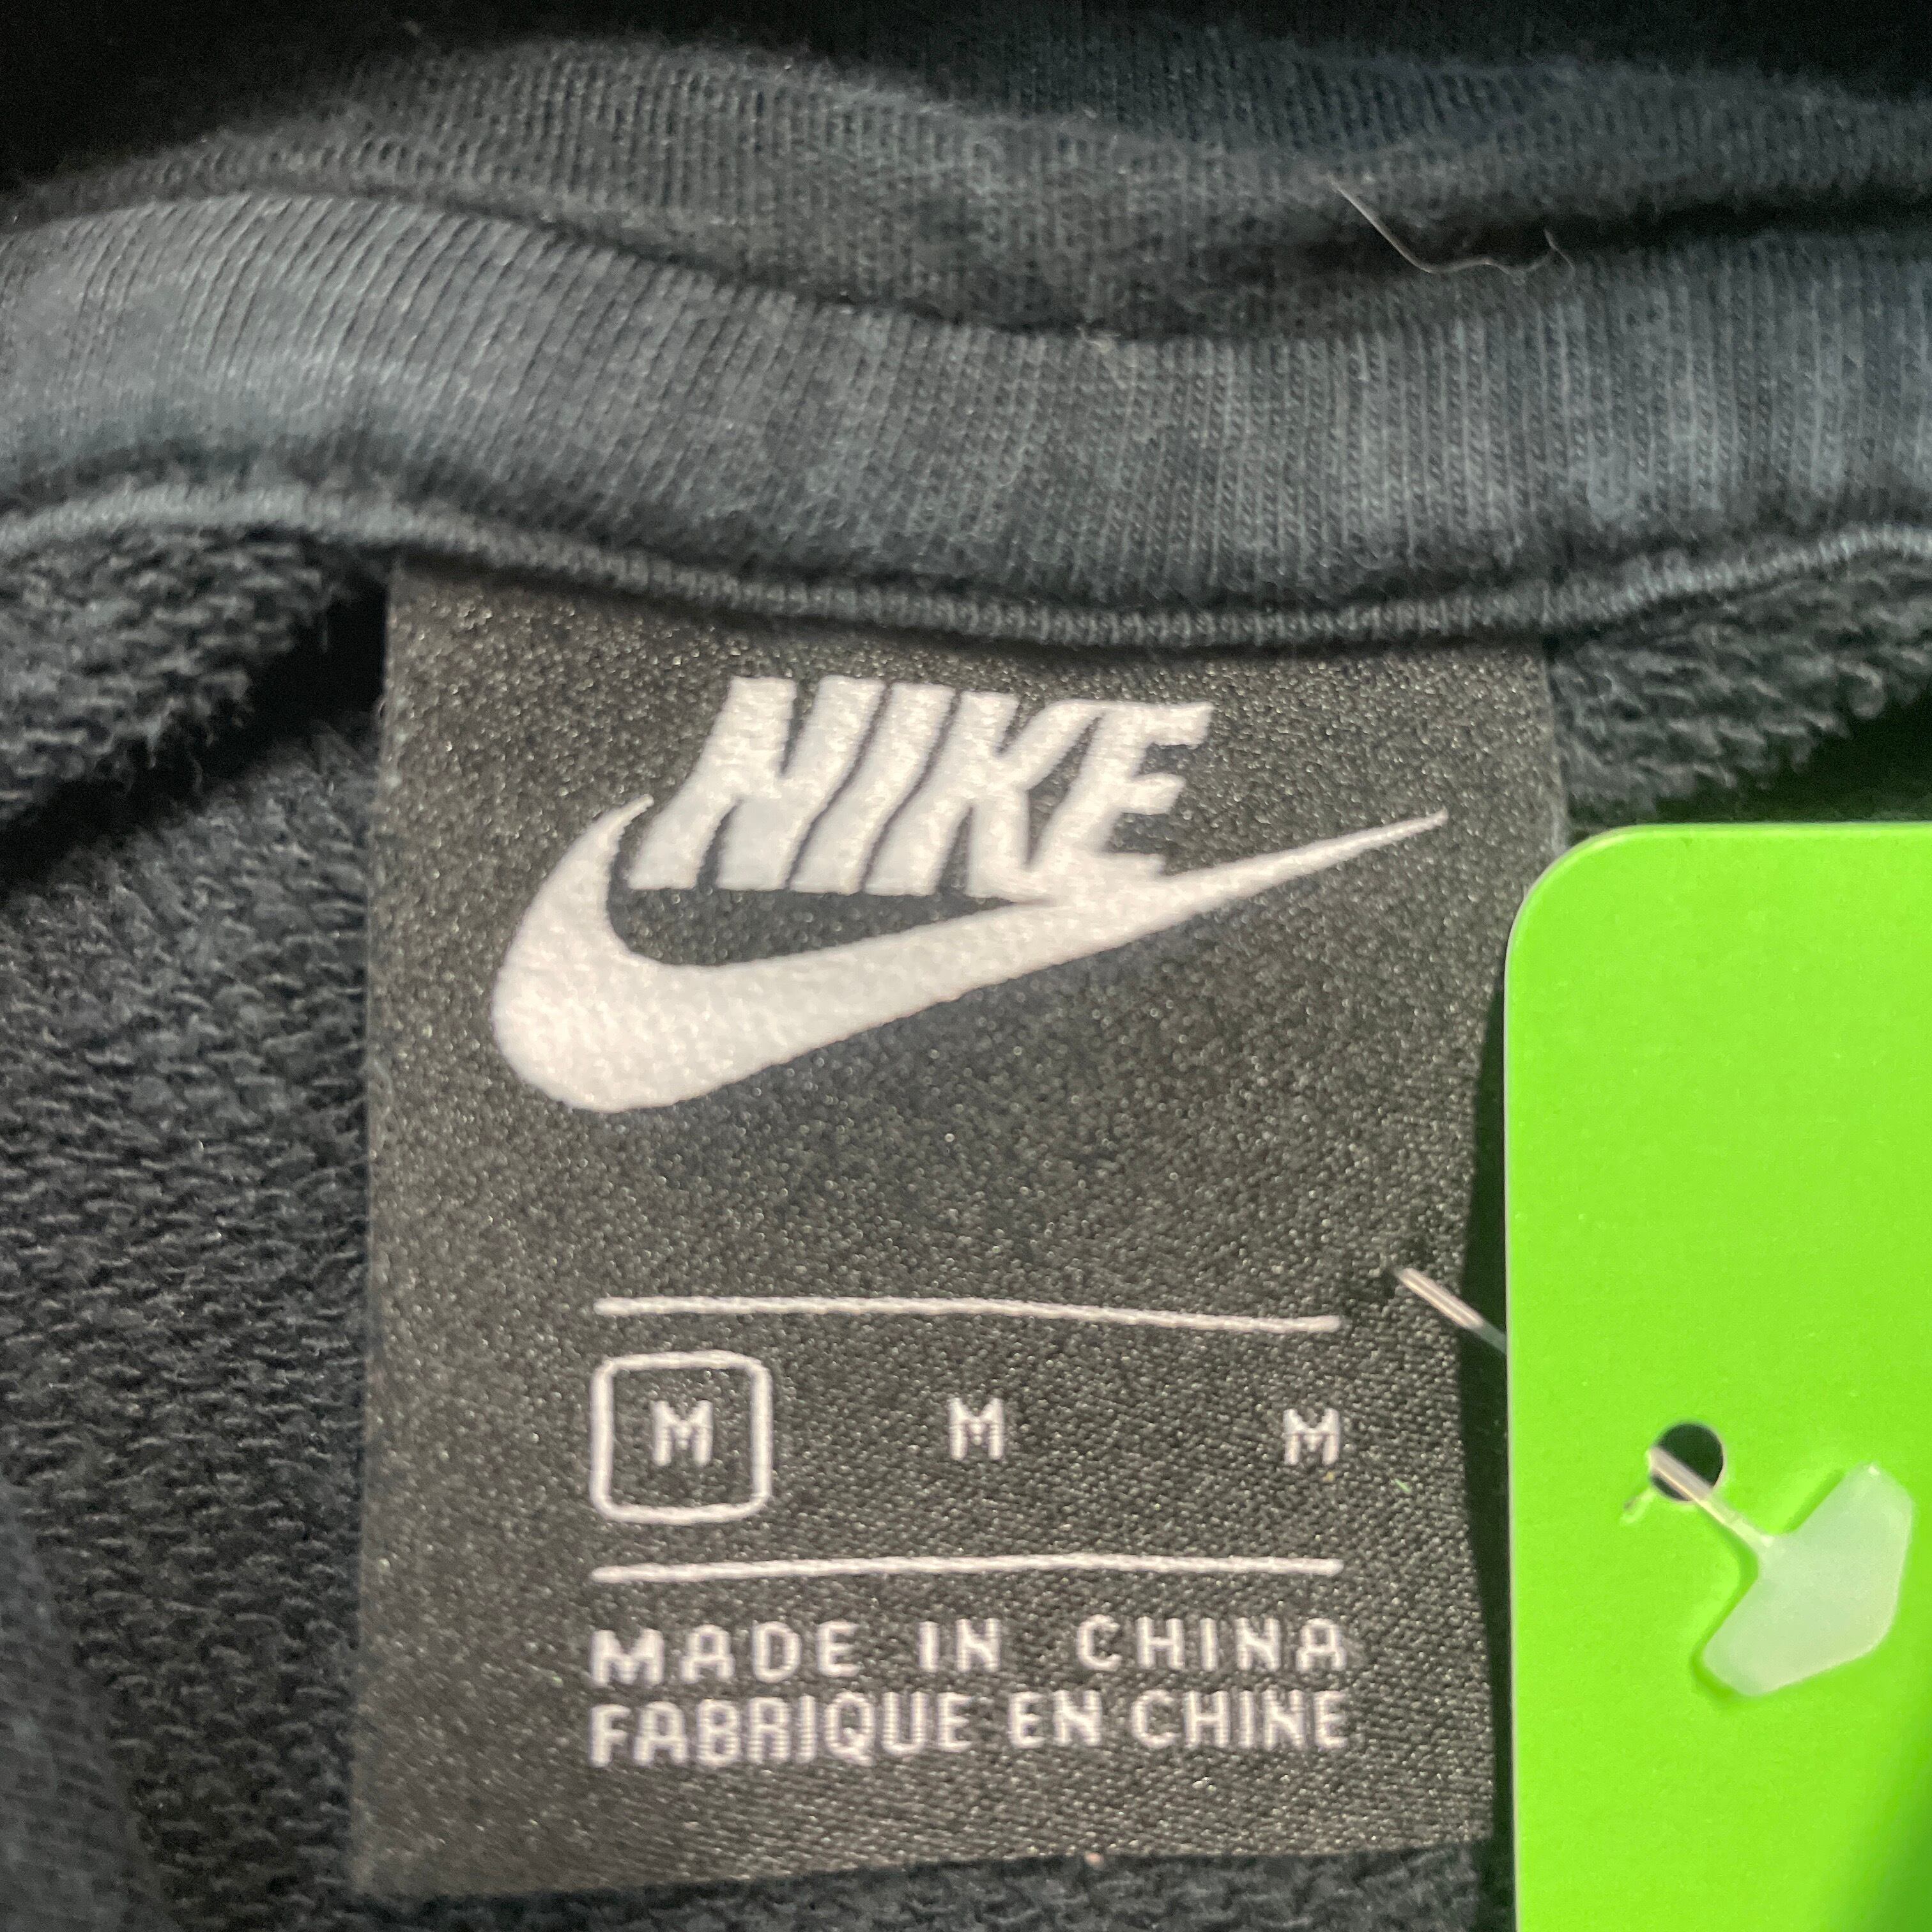 NIKE
M M M
MADE IN CHINA
FABRIQUE EN CHINE